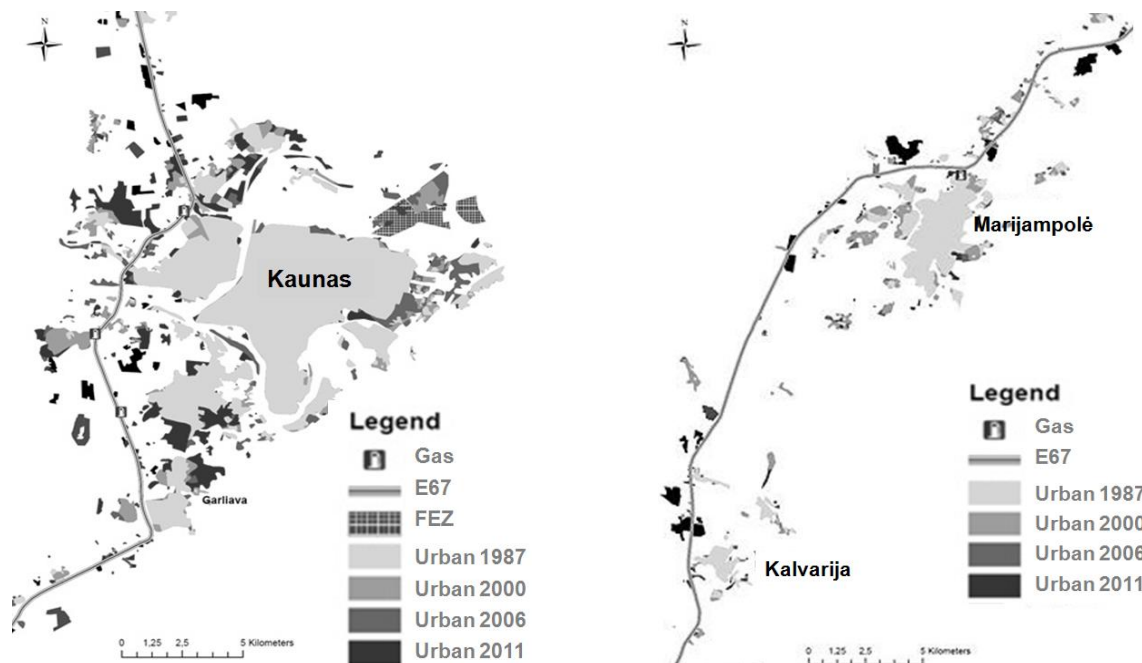 N
Kaunas
Garliava
Legend
Gas
E67
FEZ
Urban 1987
Urban 2000
Urban 2006
Urban 2011
0 1,25 2,5 5 Kilometers
N
Marijampolė
Kalvarija
Legend
Gas
E67
Urban 1987
Urban 2000
Urban 2006
Urban 2011
0 1,25 2,5 5 Kilometers